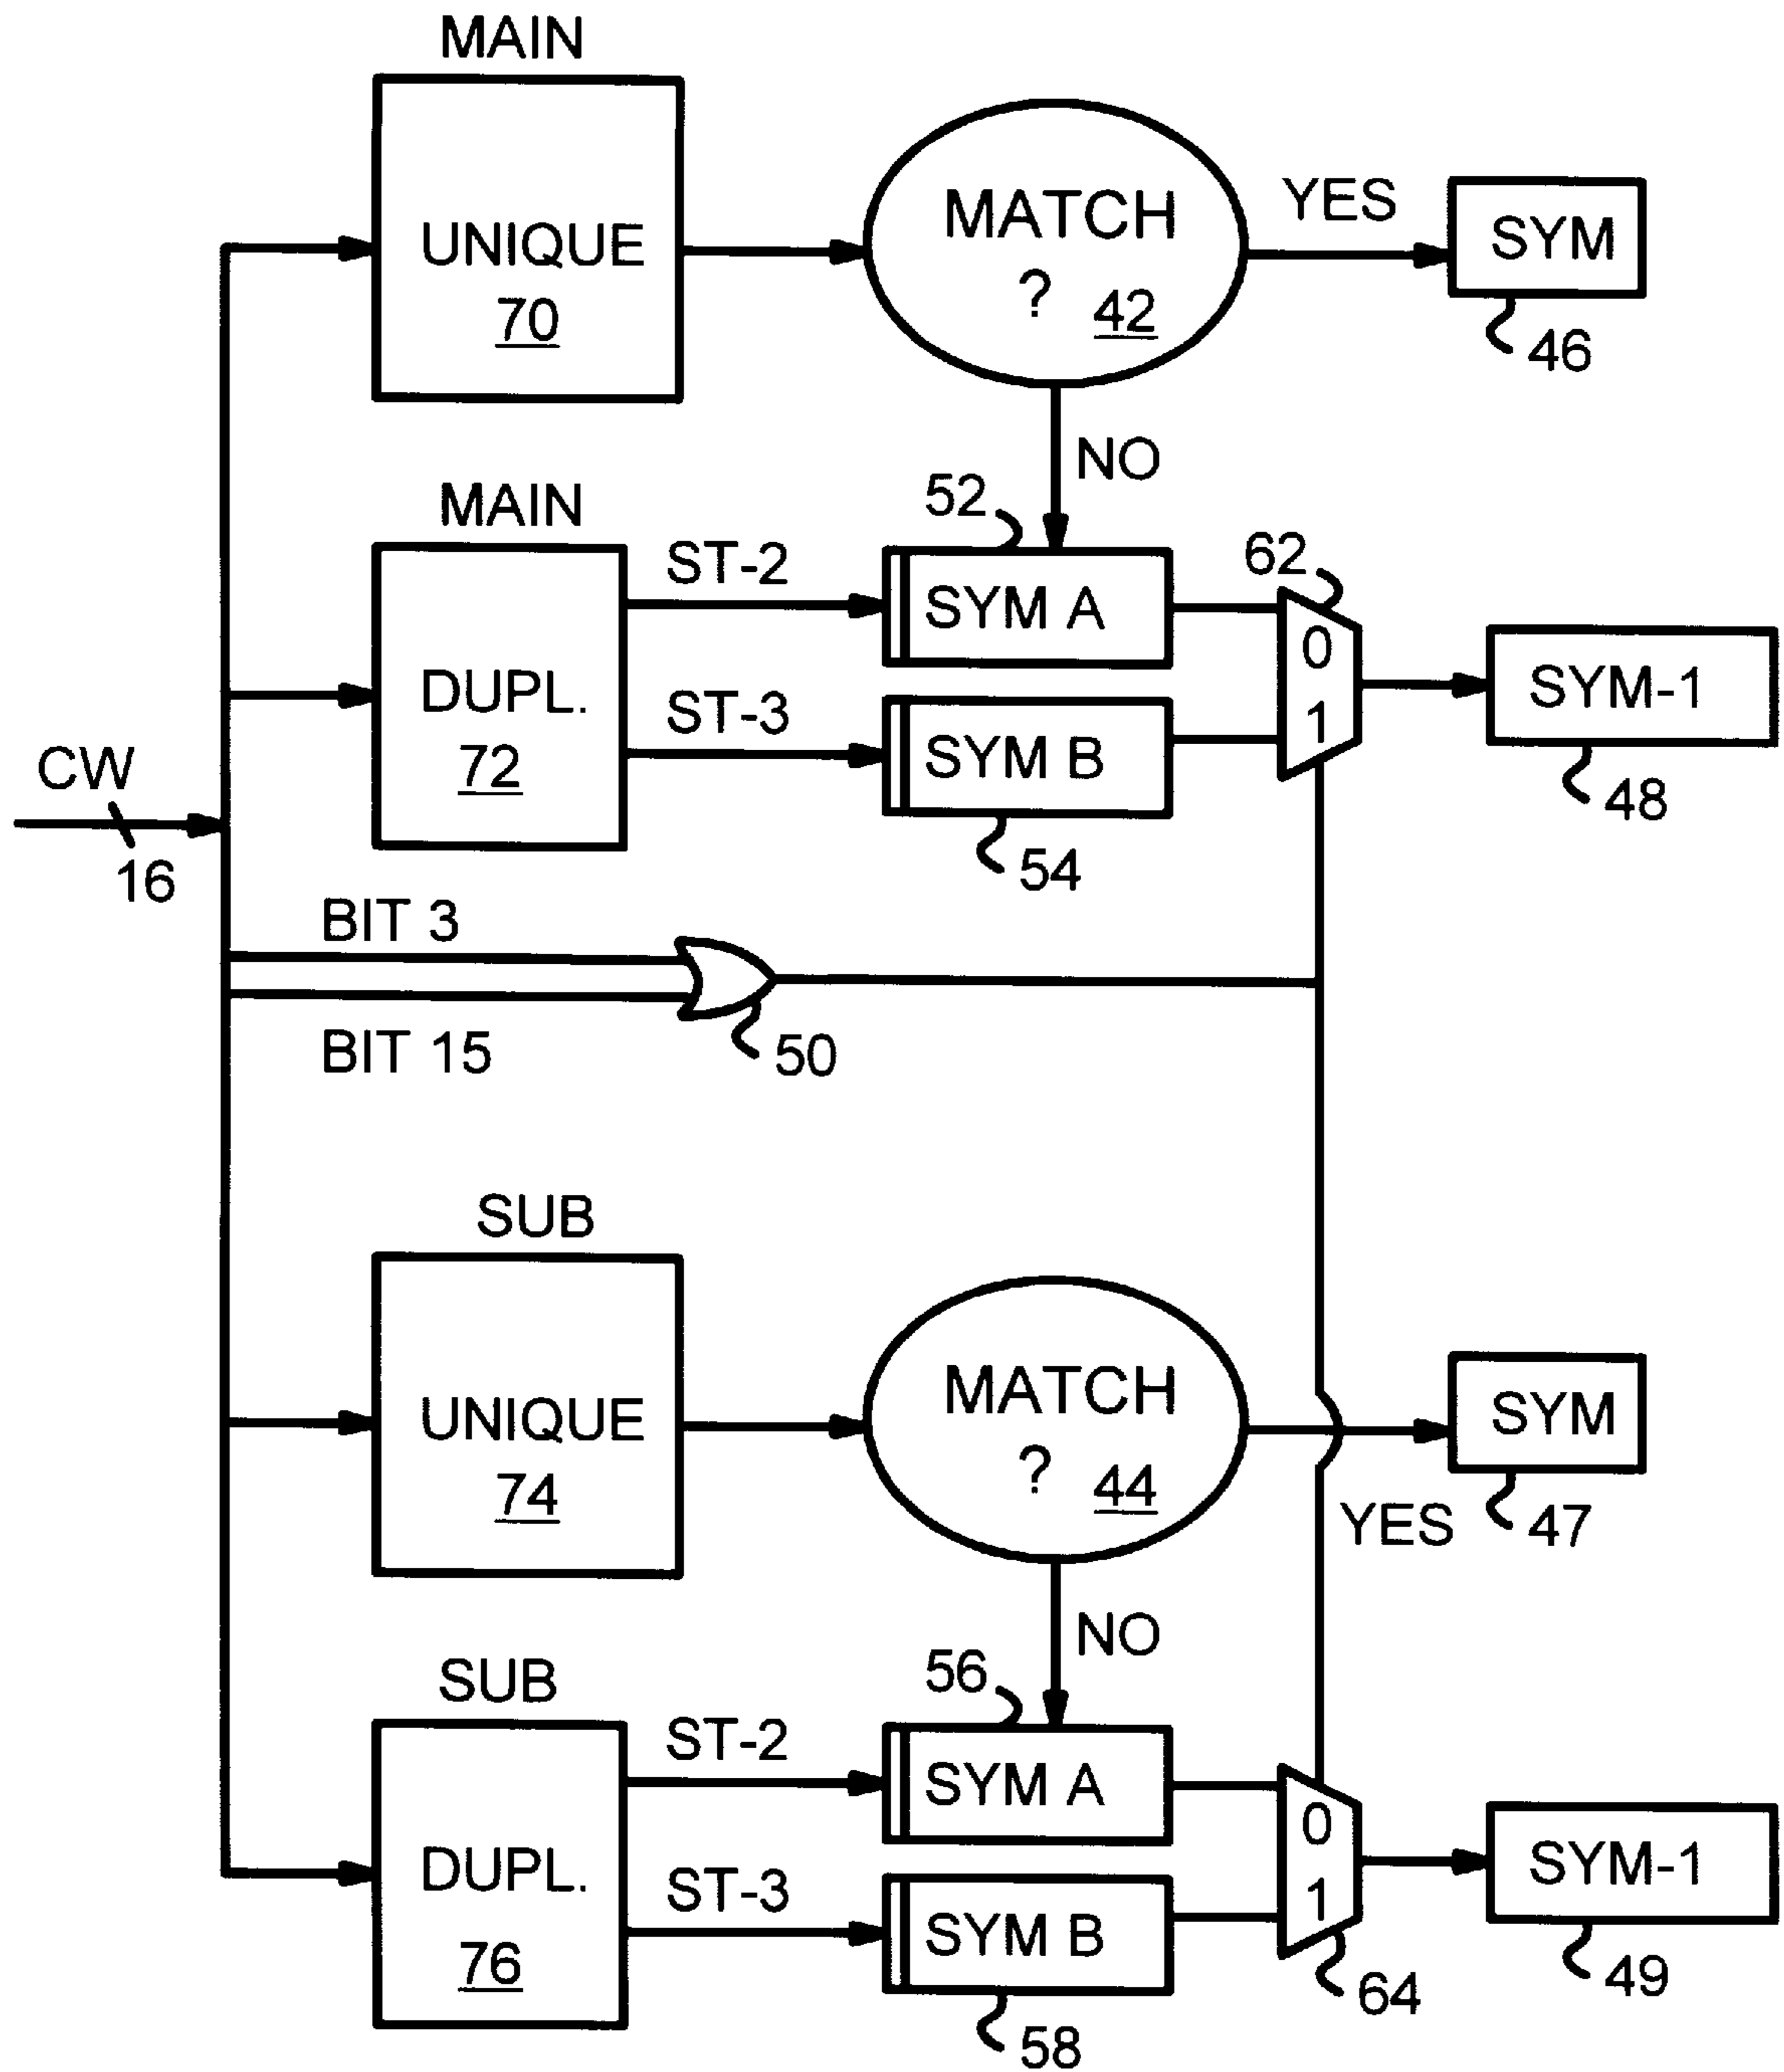 MAIN
UNIQUE
70
MATCH
?
42
YES
SYM
46
NO
MAIN
DUPL.
72
ST-2
ST-3
52
SYM A
SYM B
54
62
0
1
SYM-1
48
CW
16
BIT 3
BIT 15
50
SUB
UNIQUE
74
MATCH
?
44
YES
SYM
47
NO
SUB
DUPL.
76
ST-2
ST-3
56
SYM A
SYM B
58
0
1
64
SYM-1
49